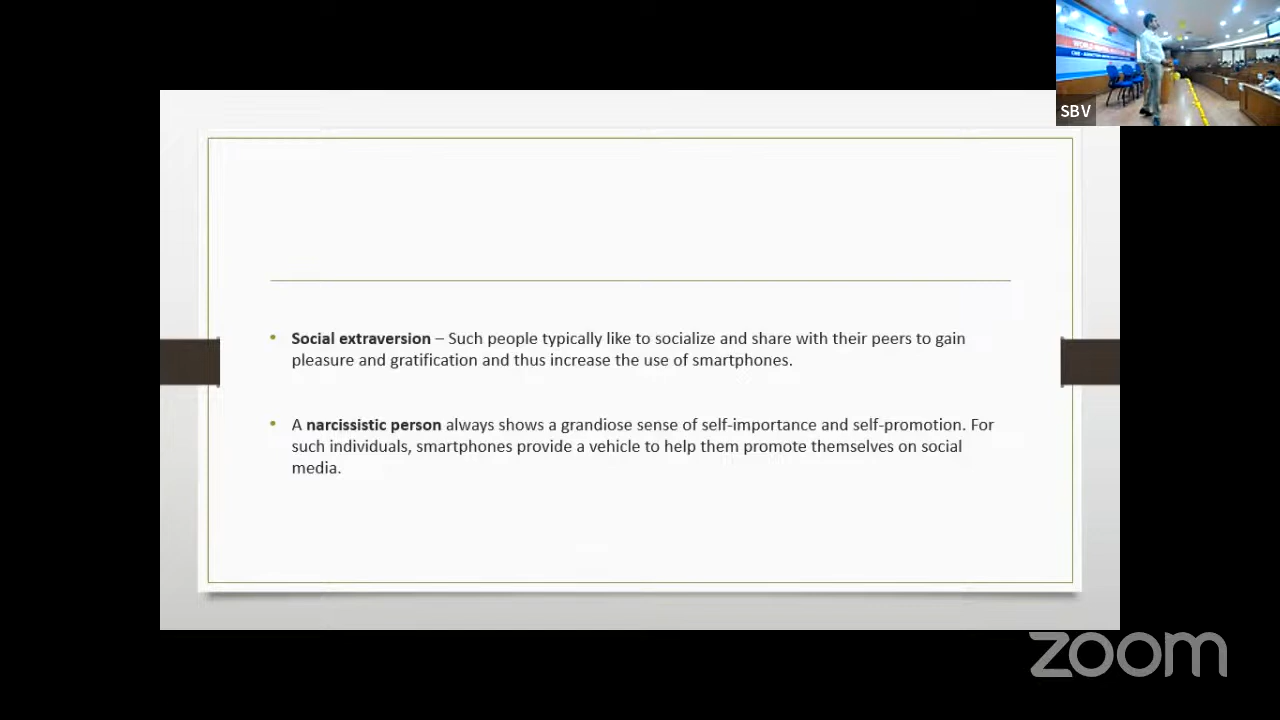 SBV
• Social extraversion – Such people typically like to socialize and share with their peers to gain
pleasure and gratification and thus increase the use of smartphones.
• A narcissistic person always shows a grandiose sense of self-importance and self-promotion. For
such individuals, smartphones provide a vehicle to help them promote themselves on social
media.
zoom